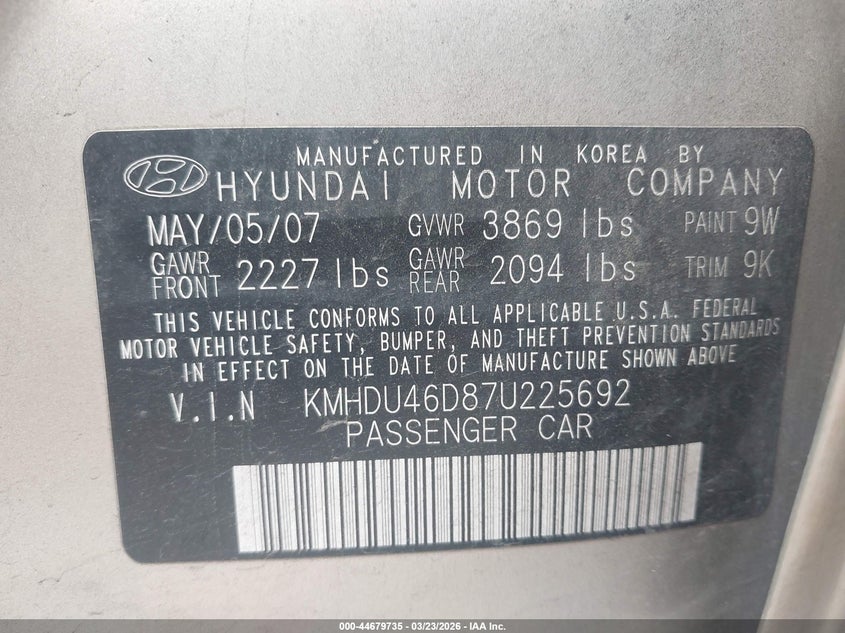 MANUFACTURED IN KOREA BY
HYUNDAI MOTOR COMPANY
MAY/05/07 GVWR 3869 lbs PAINT 9W
GAWR FRONT 2227 lbs GAWR REAR 2094 lbs TRIM 9K
THIS VEHICLE CONFORMS TO ALL APPLICABLE U.S.A. FEDERAL
MOTOR VEHICLE SAFETY, BUMPER, AND THEFT PREVENTION STANDARDS
IN EFFECT ON THE DATE OF MANUFACTURE SHOWN ABOVE
V.I.N KMHDU46D87U225692
PASSENGER CAR
000-44679735 - 03/23/2026 - IAA Inc.